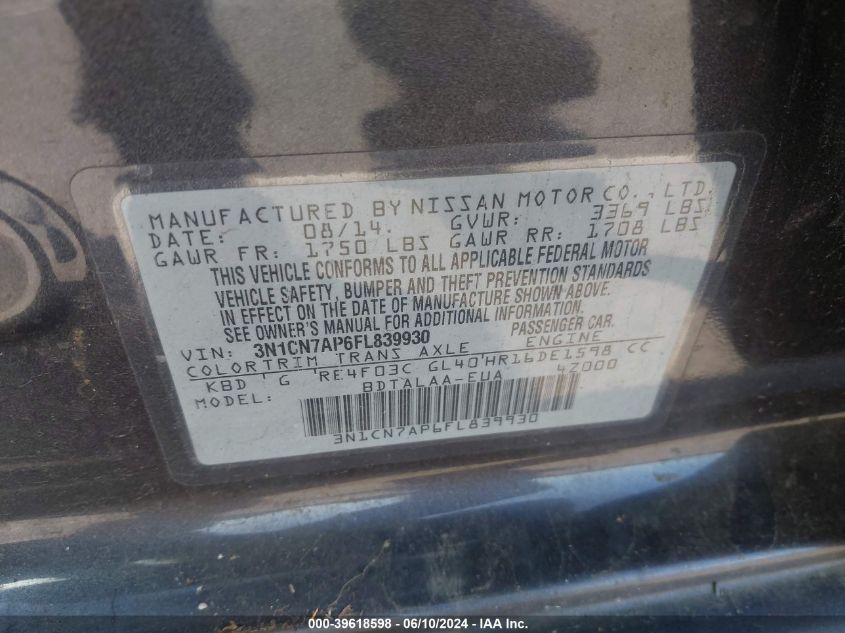 MANUFACTURED BY NISSAN MOTOR CO., LTD.
DATE: 08/14. GVWR: 3369 LBS
GAWR FR: 1750 LBS GAWR RR: 1708 LBS
THIS VEHICLE CONFORMS TO ALL APPLICABLE FEDERAL MOTOR
VEHICLE SAFETY, BUMPER AND THEFT PREVENTION STANDARDS
IN EFFECT ON THE DATE OF MANUFACTURE SHOWN ABOVE.
SEE OWNER'S MANUAL FOR ADDITIONAL INFORMATION.
VIN: 3N1CN7AP6FL839930 PASSENGER CAR.
COLOR TRIM TRANS AXLE ENGINE
KBD G RE4F03C GL40 HR16DE1598 CC
MODEL: BDTALAA-EUA 4Z000
3N1CN7AP6FL839930
000-39618598 - 06/10/2024 - IAA, Inc.